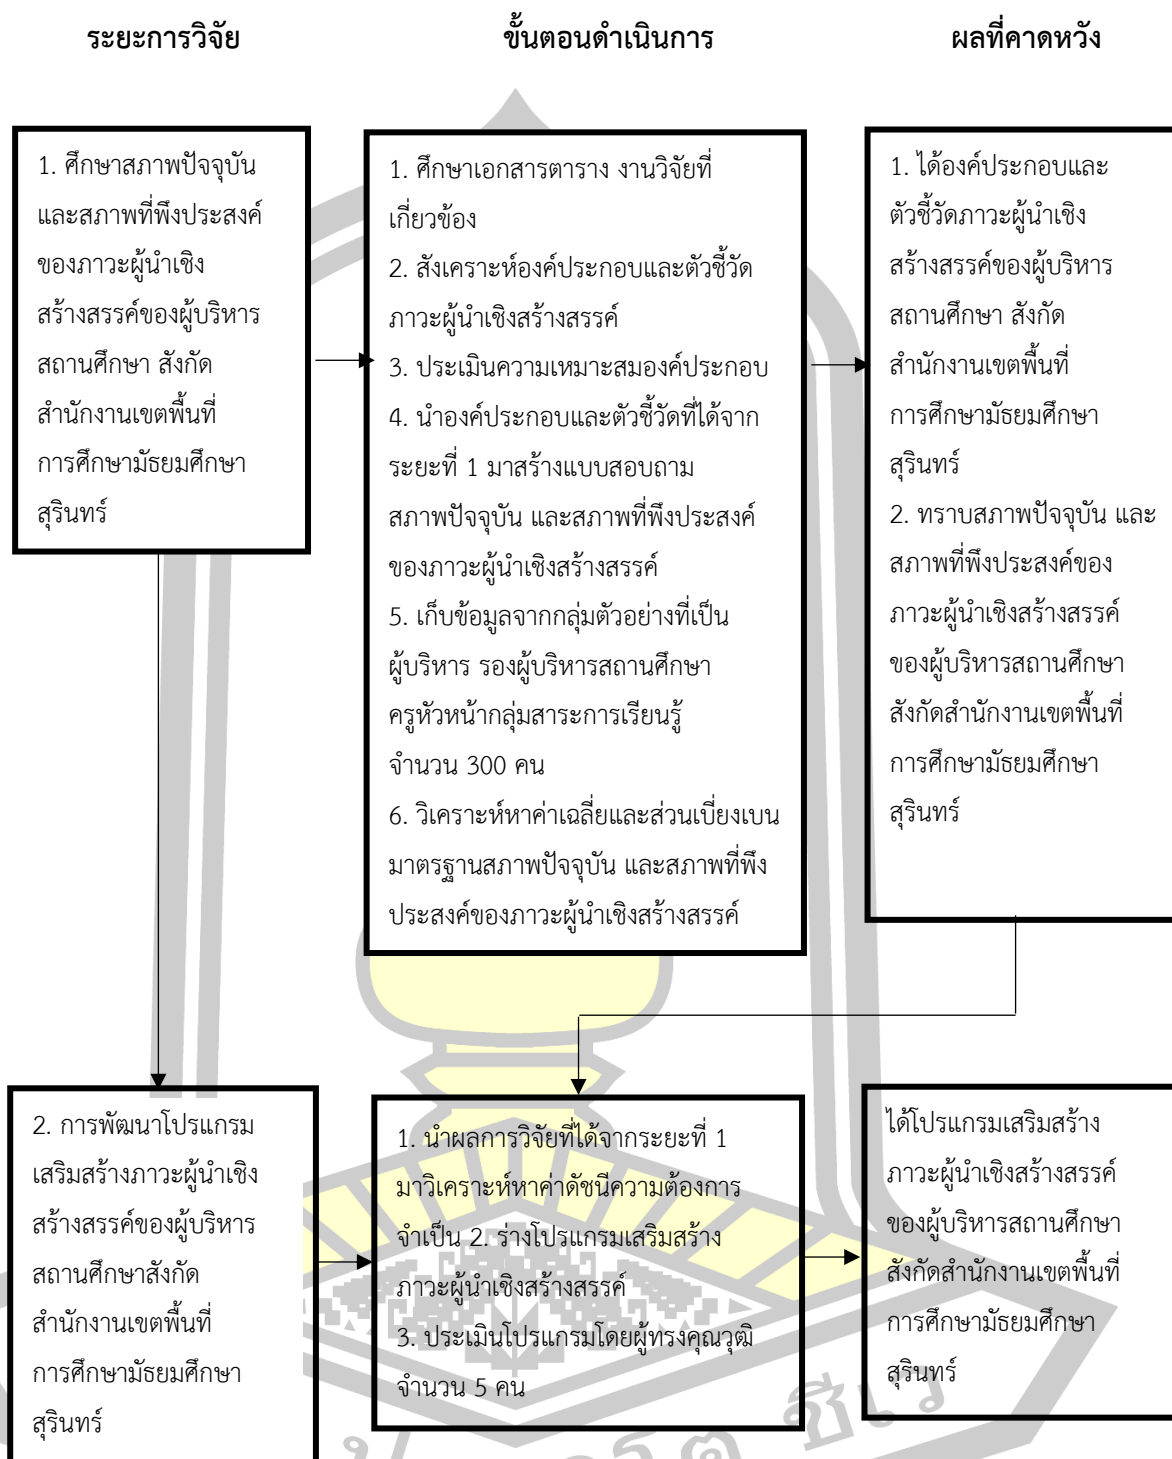 ระยะการวิจัย
ขั้นตอนดำเนินการ
ผลที่คาดหวัง
1. ศึกษาสภาพปัจจุบัน
และสภาพที่พึงประสงค์
ของภาวะผู้นำเชิง
สร้างสรรค์ของผู้บริหาร
สถานศึกษา สังกัด
สำนักงานเขตพื้นที่
การศึกษามัธยมศึกษา
สุรินทร์
1. ศึกษาเอกสารตาราง งานวิจัยที่
เกี่ยวข้อง
2. สังเคราะห์องค์ประกอบและตัวชี้วัด
ภาวะผู้นำเชิงสร้างสรรค์
3. ประเมินความเหมาะสมองค์ประกอบ
4. นำองค์ประกอบและตัวชี้วัดที่ได้จาก
ระยะที่ 1 มาสร้างแบบสอบถาม
สภาพปัจจุบัน และสภาพที่พึงประสงค์
ของภาวะผู้นำเชิงสร้างสรรค์
5. เก็บข้อมูลจากกลุ่มตัวอย่างที่เป็น
ผู้บริหาร รองผู้บริหารสถานศึกษา
ครูหัวหน้ากลุ่มสาระการเรียนรู้
จำนวน 300 คน
6. วิเคราะห์หาค่าเฉลี่ยและส่วนเบี่ยงเบน
มาตรฐานสภาพปัจจุบัน และสภาพที่พึง
ประสงค์ของภาวะผู้นำเชิงสร้างสรรค์
1. ได้องค์ประกอบและ
ตัวชี้วัดภาวะผู้นำเชิง
สร้างสรรค์ของผู้บริหาร
สถานศึกษา สังกัด
สำนักงานเขตพื้นที่
การศึกษามัธยมศึกษา
สุรินทร์
2. ทราบสภาพปัจจุบัน และ
สภาพที่พึงประสงค์ของ
ภาวะผู้นำเชิงสร้างสรรค์
ของผู้บริหารสถานศึกษา
สังกัดสำนักงานเขตพื้นที่
การศึกษามัธยมศึกษา
สุรินทร์
2. การพัฒนาโปรแกรม
เสริมสร้างภาวะผู้นำเชิง
สร้างสรรค์ของผู้บริหาร
สถานศึกษาสังกัด
สำนักงานเขตพื้นที่
การศึกษามัธยมศึกษา
สุรินทร์
1. นำผลการวิจัยที่ได้จากระยะที่ 1
มาวิเคราะห์หาค่าดัชนีความต้องการ
จำเป็น 2. ร่างโปรแกรมเสริมสร้าง
ภาวะผู้นำเชิงสร้างสรรค์
3. ประเมินโปรแกรมโดยผู้ทรงคุณวุฒิ
จำนวน 5 คน
ได้โปรแกรมเสริมสร้าง
ภาวะผู้นำเชิงสร้างสรรค์
ของผู้บริหารสถานศึกษา
สังกัดสำนักงานเขตพื้นที่
การศึกษามัธยมศึกษา
สุรินทร์
ชีเว